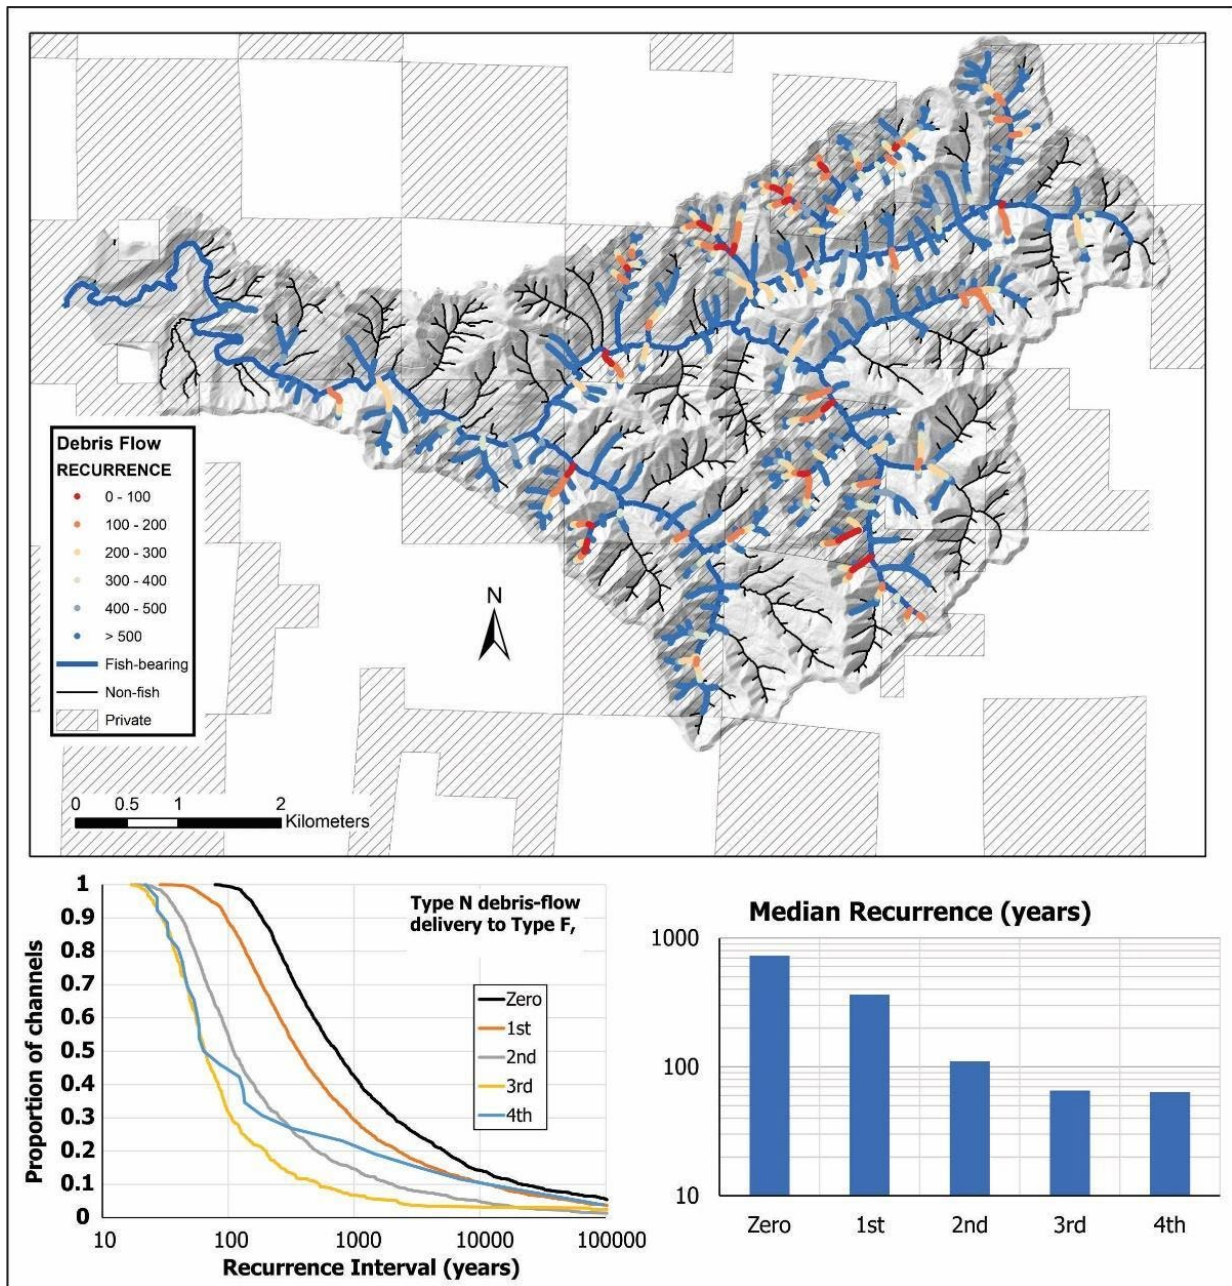 N
Debris Flow
RECURRENCE
0 - 100
100 - 200
200 - 300
300 - 400
400 - 500
> 500
Fish-bearing
Non-fish
Private
0 0.5 1 2
Kilometers
Type N debris-flow
delivery to Type F,
Proportion of channels
1
0.9
0.8
0.7
0.6
0.5
0.4
0.3
0.2
0.1
0
Zero
1st
2nd
3rd
4th
10 100 1000 10000 100000
Recurrence Interval (years)
Median Recurrence (years)
1000
100
10
Zero 1st 2nd 3rd 4th